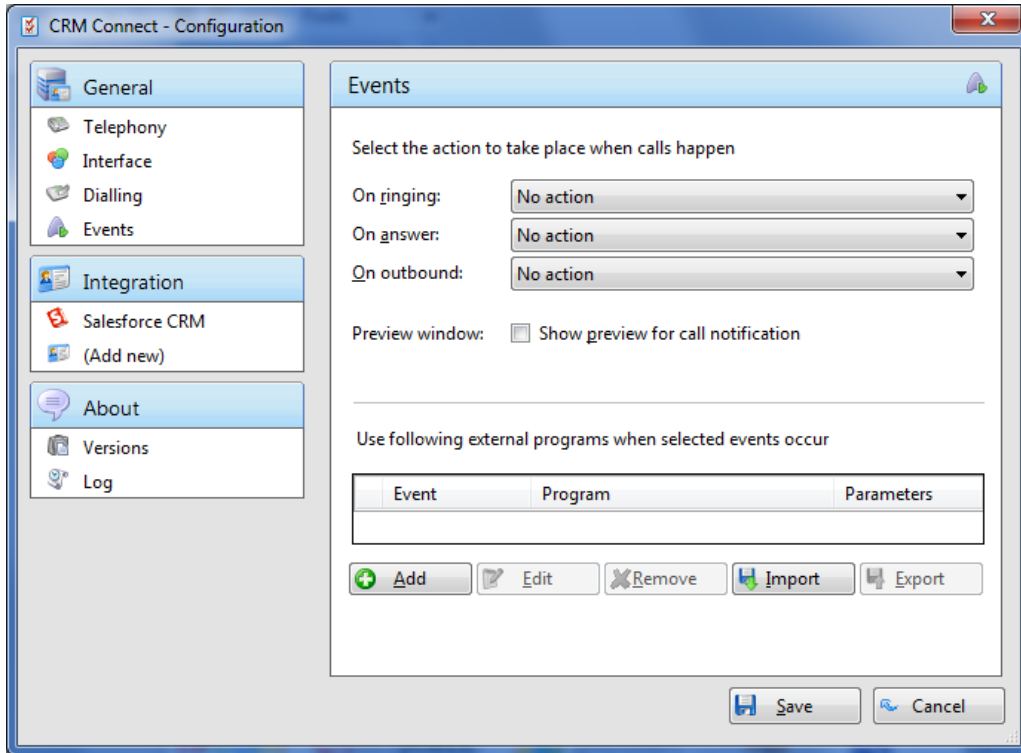 CRM Connect - Configuration
General
Telephony
Interface
Dialling
Events
Integration
Salesforce CRM
(Add new)
About
Versions
Log
Events
Select the action to take place when calls happen
On ringing: No action
On answer: No action
On outbound: No action
Preview window: Show preview for call notification
Use following external programs when selected events occur
Event Program Parameters
Add Edit Remove Import Export
Save Cancel